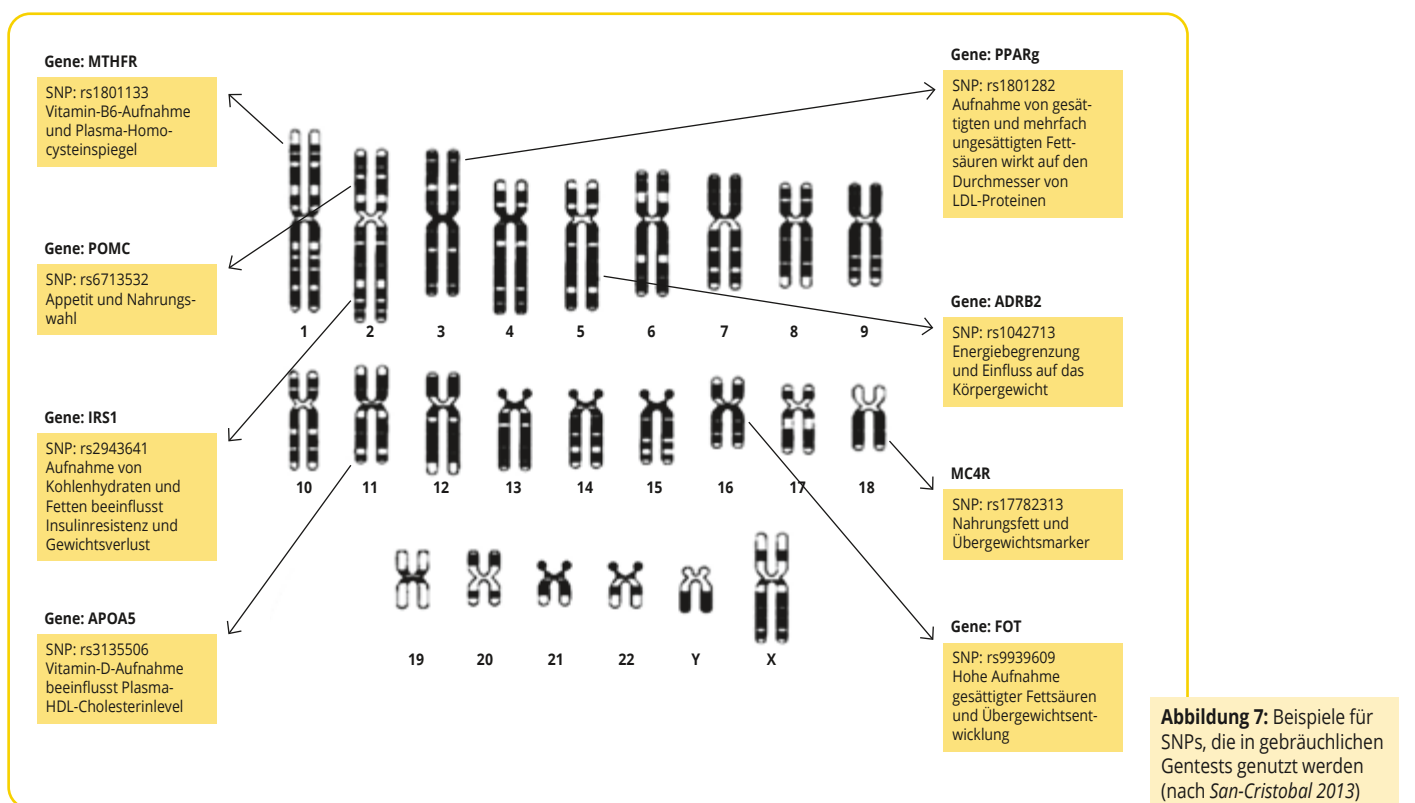 Gene: MTHFR
SNP: rs1801133
Vitamin-B6-Aufnahme
und Plasma-Homo-
cysteinspiegel
Gene: POMC
SNP: rs6713532
Appetit und Nahrungs-
wahl
Gene: IRS1
SNP: rs2943641
Aufnahme von
Kohlenhydraten und
Fetten beeinflusst
Insulinresistenz und
Gewichtsverlust
Gene: APOA5
SNP: rs3135506
Vitamin-D-Aufnahme
beeinflusst Plasma-
HDL-Cholesterinlevel
1 2 3 4 5 6 7 8 9
10 11 12 13 14 15 16 17 18
19 20 21 22 Y X
Gene: PPARg
SNP: rs1801282
Aufnahme von gesät-
tigten und mehrfach
ungesättigten Fett-
säuren wirkt auf den
Durchmesser von
LDL-Proteinen
Gene: ADRB2
SNP: rs1042713
Energiebegrenzung
und Einfluss auf das
Körpergewicht
MC4R
SNP: rs17782313
Nahrungsfett und
Übergewichtsmarker
Gene: FOT
SNP: rs9939609
Hohe Aufnahme
gesättigter Fettsäuren
und Übergewichtsent-
wicklung
Abbildung 7: Beispiele für
SNPs, die in gebräuchlichen
Gentests genutzt werden
(nach San-Cristobal 2013)